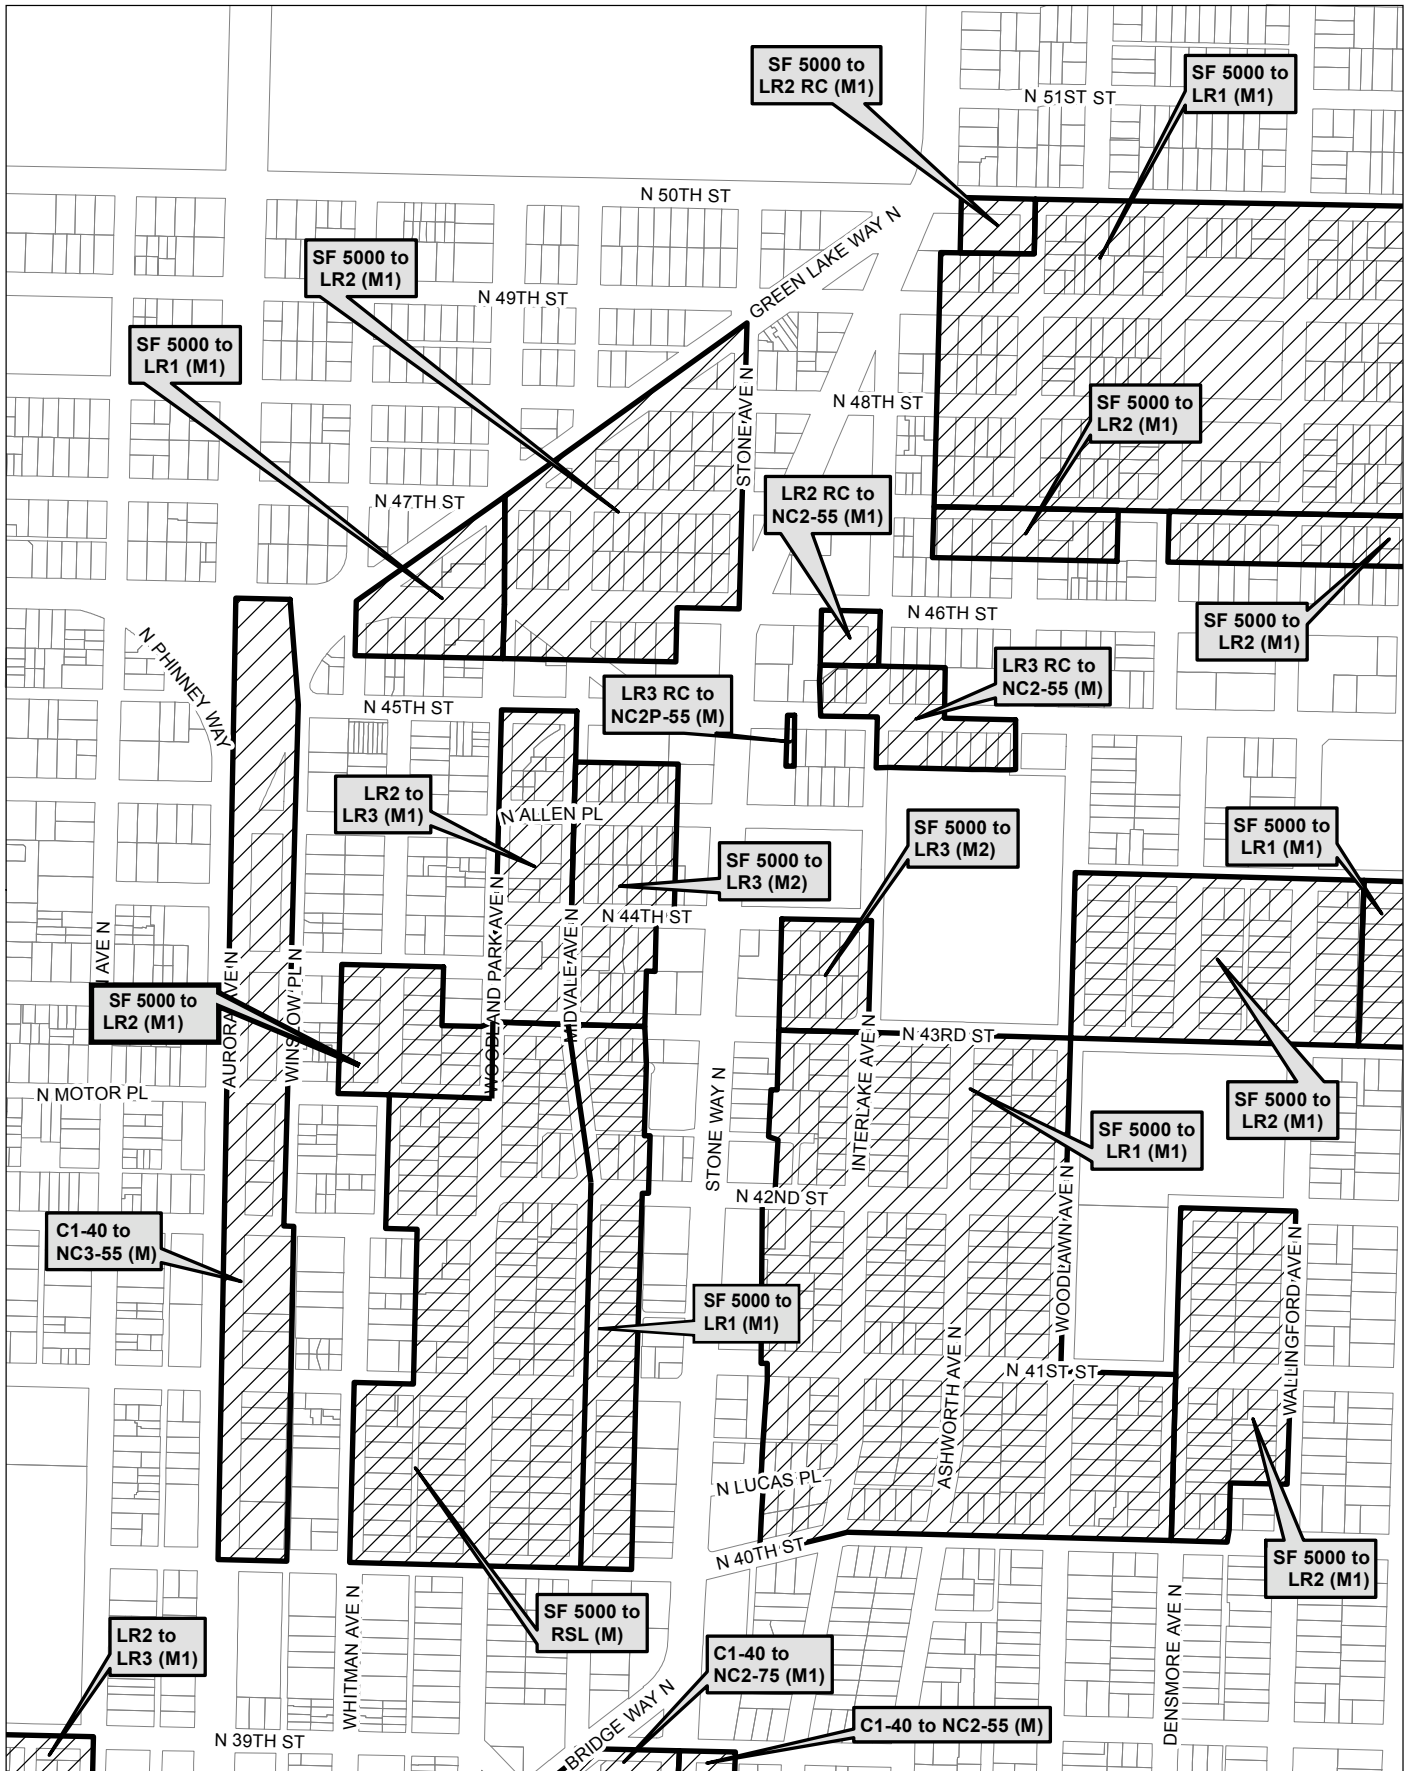 SF 5000 to
LR2 RC (M1)
SF 5000 to
LR1 (M1)
N 51ST ST
N 50TH ST
GREEN LAKE WAY N
SF 5000 to
LR2 (M1)
N 49TH ST
SF 5000 to
LR1 (M1)
STONE AVE N
N 48TH ST
SF 5000 to
LR2 (M1)
N 47TH ST
LR2 RC to
NC2-55 (M1)
N 46TH ST
SF 5000 to
LR2 (M1)
N PHINNEY WAY
LR3 RC to
NC2-55 (M)
LR3 RC to
NC2P-55 (M)
N 45TH ST
LR2 to
LR3 (M1)
N ALLEN PL
SF 5000 to
LR3 (M2)
SF 5000 to
LR1 (M1)
SF 5000 to
LR3 (M2)
N 44TH ST
AVE N
AURORA AVE N
WINSLOW PL N
WOODLAND PARK AVE N
MIDVALE AVE N
SF 5000 to
LR2 (M1)
N 43RD ST
INTERLAKE AVE N
N MOTOR PL
STONE WAY N
SF 5000 to
LR2 (M1)
SF 5000 to
LR1 (M1)
N 42ND ST
WOODLAWN AVE N
C1-40 to
NC3-55 (M)
WALLINGFORD AVE N
SF 5000 to
LR1 (M1)
ASHWORTH AVE N
N 41ST ST
N LUCAS PL
N 40TH ST
SF 5000 to
LR2 (M1)
WHITMAN AVE N
SF 5000 to
RSL (M)
DENSMORE AVE N
LR2 to
LR3 (M1)
C1-40 to
NC2-75 (M1)
BRIDGE WAY N
C1-40 to NC2-55 (M)
N 39TH ST